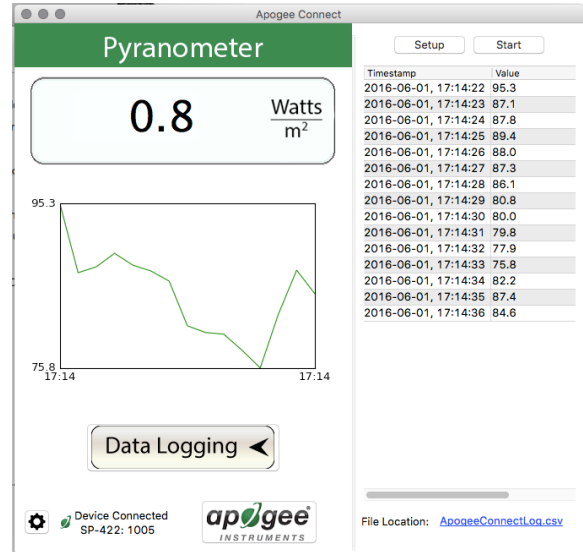 Apogee Connect
Pyranometer
0.8 Watts
m2
95.3
75.8
17:14 17:14
Data Logging
Device Connected
SP-422: 1005
apogee
INSTRUMENTS
Setup Start
Timestamp Value
2016-06-01, 17:14:22 95.3
2016-06-01, 17:14:23 87.1
2016-06-01, 17:14:24 87.8
2016-06-01, 17:14:25 89.4
2016-06-01, 17:14:26 88.0
2016-06-01, 17:14:27 87.3
2016-06-01, 17:14:28 86.1
2016-06-01, 17:14:29 80.8
2016-06-01, 17:14:30 80.0
2016-06-01, 17:14:31 79.8
2016-06-01, 17:14:32 77.9
2016-06-01, 17:14:33 75.8
2016-06-01, 17:14:34 82.2
2016-06-01, 17:14:35 87.4
2016-06-01, 17:14:36 84.6
File Location: ApogeeConnectLog.csv